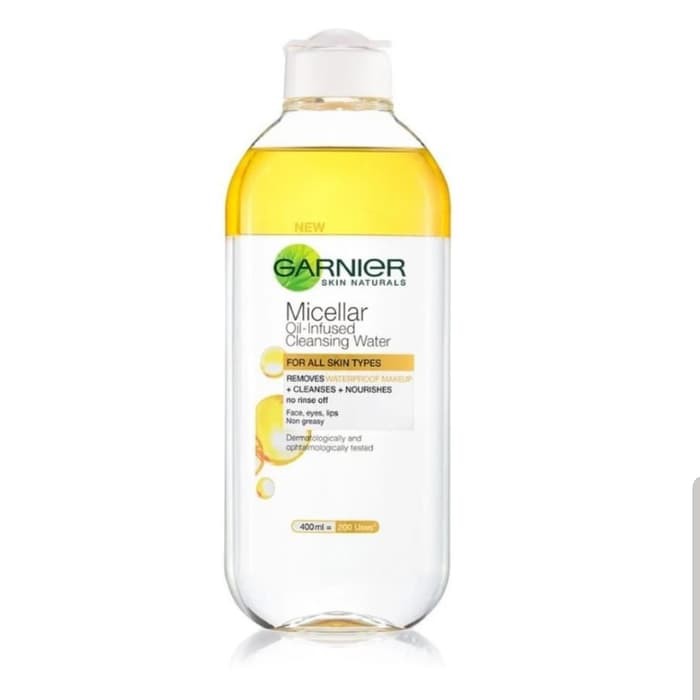 NEW
GARNIER
SKIN NATURALS
Micellar
Oil-Infused
Cleansing Water
FOR ALL SKIN TYPES
REMOVES WATERPROOF MAKEUP
+ CLEANSES + NOURISHES
no rinse off
Face, eyes, lips
Non greasy
Dermatologically and
ophtalmologically tested
400ml = 200 Uses*